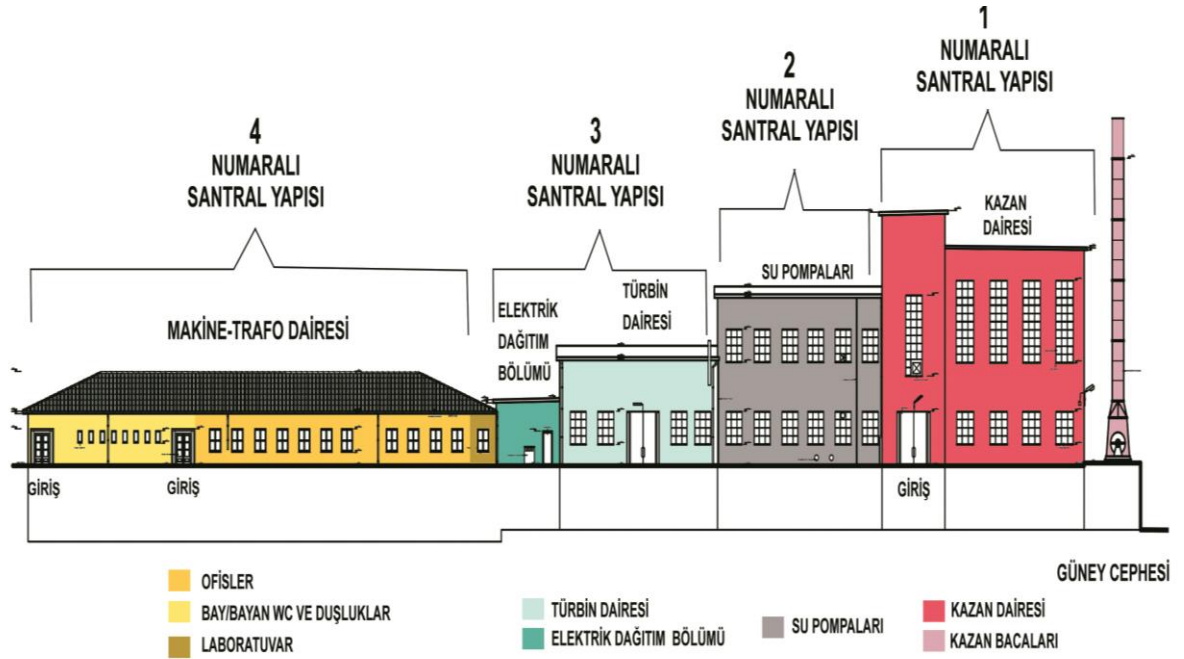 1
NUMARALI
SANTRAL YAPISI
2
NUMARALI
SANTRAL YAPISI
3
NUMARALI
SANTRAL YAPISI
4
NUMARALI
SANTRAL YAPISI
KAZAN
DAİRESİ
SU POMPALARI
TÜRBİN
DAİRESİ
ELEKTRİK
DAĞITIM
BÖLÜMÜ
MAKİNE-TRAFO DAİRESİ
GİRİŞ
GİRİŞ
GİRİŞ
GÜNEY CEPHESİ
OFİSLER
BAY/BAYAN WC VE DUŞLUKLAR
LABORATUVAR
TÜRBİN DAİRESİ
ELEKTRİK DAĞITIM BÖLÜMÜ
SU POMPALARI
KAZAN DAİRESİ
KAZAN BACALARI